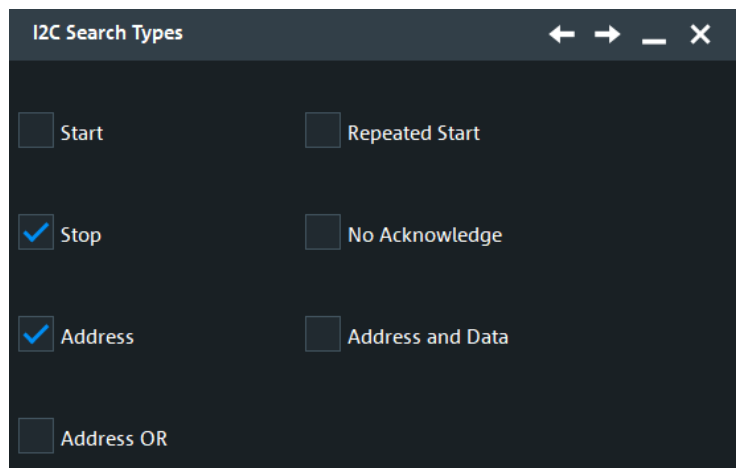 I2C Search Types
Start
Repeated Start
Stop
No Acknowledge
Address
Address and Data
Address OR